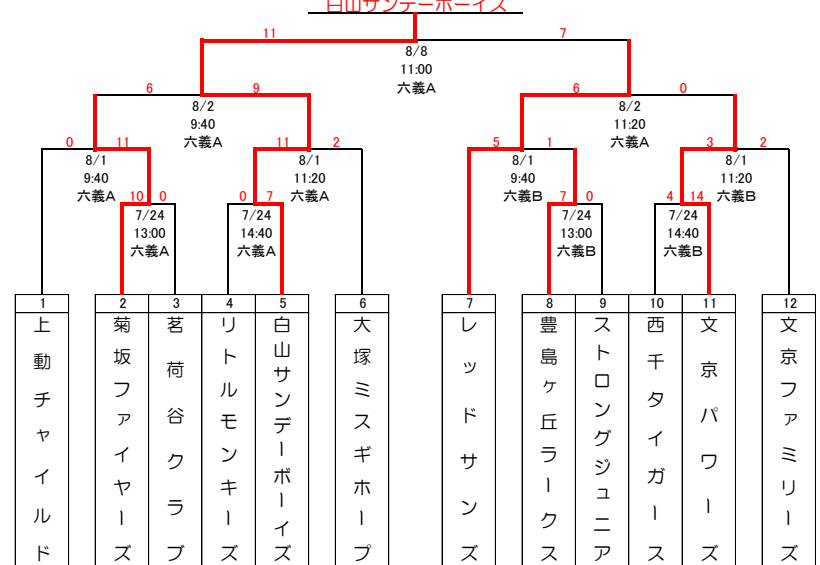 白山サンデーボーイズ
11
7
8/8
11:00
六義A
6
9
6
0
8/2
9:40
六義A
8/2
11:20
六義A
0
11
11
2
5
1
3
2
8/1
9:40
六義A
8/1
11:20
六義A
8/1
9:40
六義B
8/1
11:20
六義B
10
0
0
7
7
0
4
14
7/24
13:00
六義A
7/24
14:40
六義A
7/24
13:00
六義B
7/24
14:40
六義B
1
2
3
4
5
6
7
8
9
10
11
12
上動チャイルド
菊坂ファイヤーズ
茗荷谷クラブ
リトルモンキーズ
白山サンデーボーイズ
大塚ミスギホープ
レッドサンズ
豊島ヶ丘ラークス
ストロングジュニア
西千タイガース
文京パワーズ
文京ファミリーズ